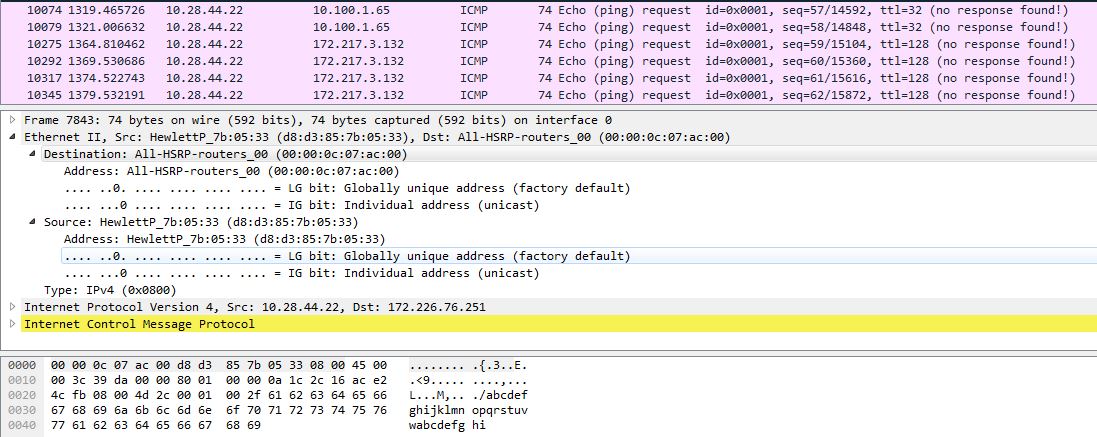 10074 1319.465726 10.28.44.22 10.100.1.65 ICMP 74 Echo (ping) request id=0x0001, seq=57/14592, ttl=32 (no response found!)
10079 1321.006632 10.28.44.22 10.100.1.65 ICMP 74 Echo (ping) request id=0x0001, seq=58/14848, ttl=32 (no response found!)
10275 1364.810462 10.28.44.22 172.217.3.132 ICMP 74 Echo (ping) request id=0x0001, seq=59/15104, ttl=128 (no response found!)
10292 1369.530686 10.28.44.22 172.217.3.132 ICMP 74 Echo (ping) request id=0x0001, seq=60/15360, ttl=128 (no response found!)
10317 1374.522743 10.28.44.22 172.217.3.132 ICMP 74 Echo (ping) request id=0x0001, seq=61/15616, ttl=128 (no response found!)
10345 1379.532191 10.28.44.22 172.217.3.132 ICMP 74 Echo (ping) request id=0x0001, seq=62/15872, ttl=128 (no response found!)
Frame 7843: 74 bytes on wire (592 bits), 74 bytes captured (592 bits) on interface 0
Ethernet II, Src: HewlettP_7b:05:33 (d8:d3:85:7b:05:33), Dst: All-HSRP-routers_00 (00:00:0c:07:ac:00)
Destination: All-HSRP-routers_00 (00:00:0c:07:ac:00)
Address: All-HSRP-routers_00 (00:00:0c:07:ac:00)
.... ..0. .... .... .... .... = LG bit: Globally unique address (factory default)
.... ...0 .... .... .... .... = IG bit: Individual address (unicast)
Source: HewlettP_7b:05:33 (d8:d3:85:7b:05:33)
Address: HewlettP_7b:05:33 (d8:d3:85:7b:05:33)
.... ..0. .... .... .... .... = LG bit: Globally unique address (factory default)
.... ...0 .... .... .... .... = IG bit: Individual address (unicast)
Type: IPv4 (0x0800)
Internet Protocol Version 4, Src: 10.28.44.22, Dst: 172.226.76.251
Internet Control Message Protocol
0000 00 00 0c 07 ac 00 d8 d3 85 7b 05 33 08 00 45 00 ........ .{.3..E.
0010 00 3c 39 da 00 00 80 01 00 00 0a 1c 2c 16 ac e2 .<9..... ....,...
0020 4c fb 08 00 4d 2c 00 01 00 2f 61 62 63 64 65 66 L...M,.. ./abcdef
0030 67 68 69 6a 6b 6c 6d 6e 6f 70 71 72 73 74 75 76 ghijklmn opqrstuv
0040 77 61 62 63 64 65 66 67 68 69 wabcdefg hi